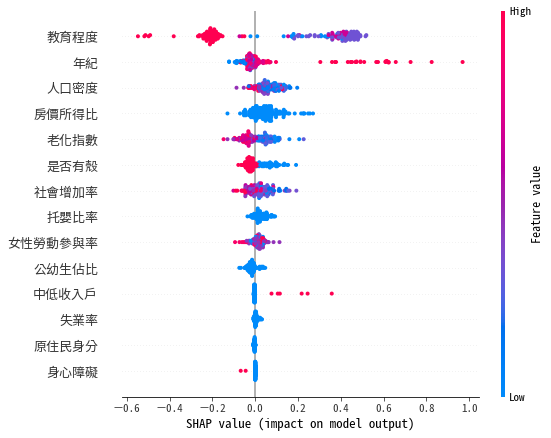 High
教育程度
年紀
人口密度
房價所得比
老化指數
是否有殼
社會增加率
托嬰比率
女性勞動參與率
公幼生佔比
中低收入戶
失業率
原住民身分
身心障礙
Feature value
Low
−0.6 −0.4 −0.2 0.0 0.2 0.4 0.6 0.8 1.0
SHAP value (impact on model output)